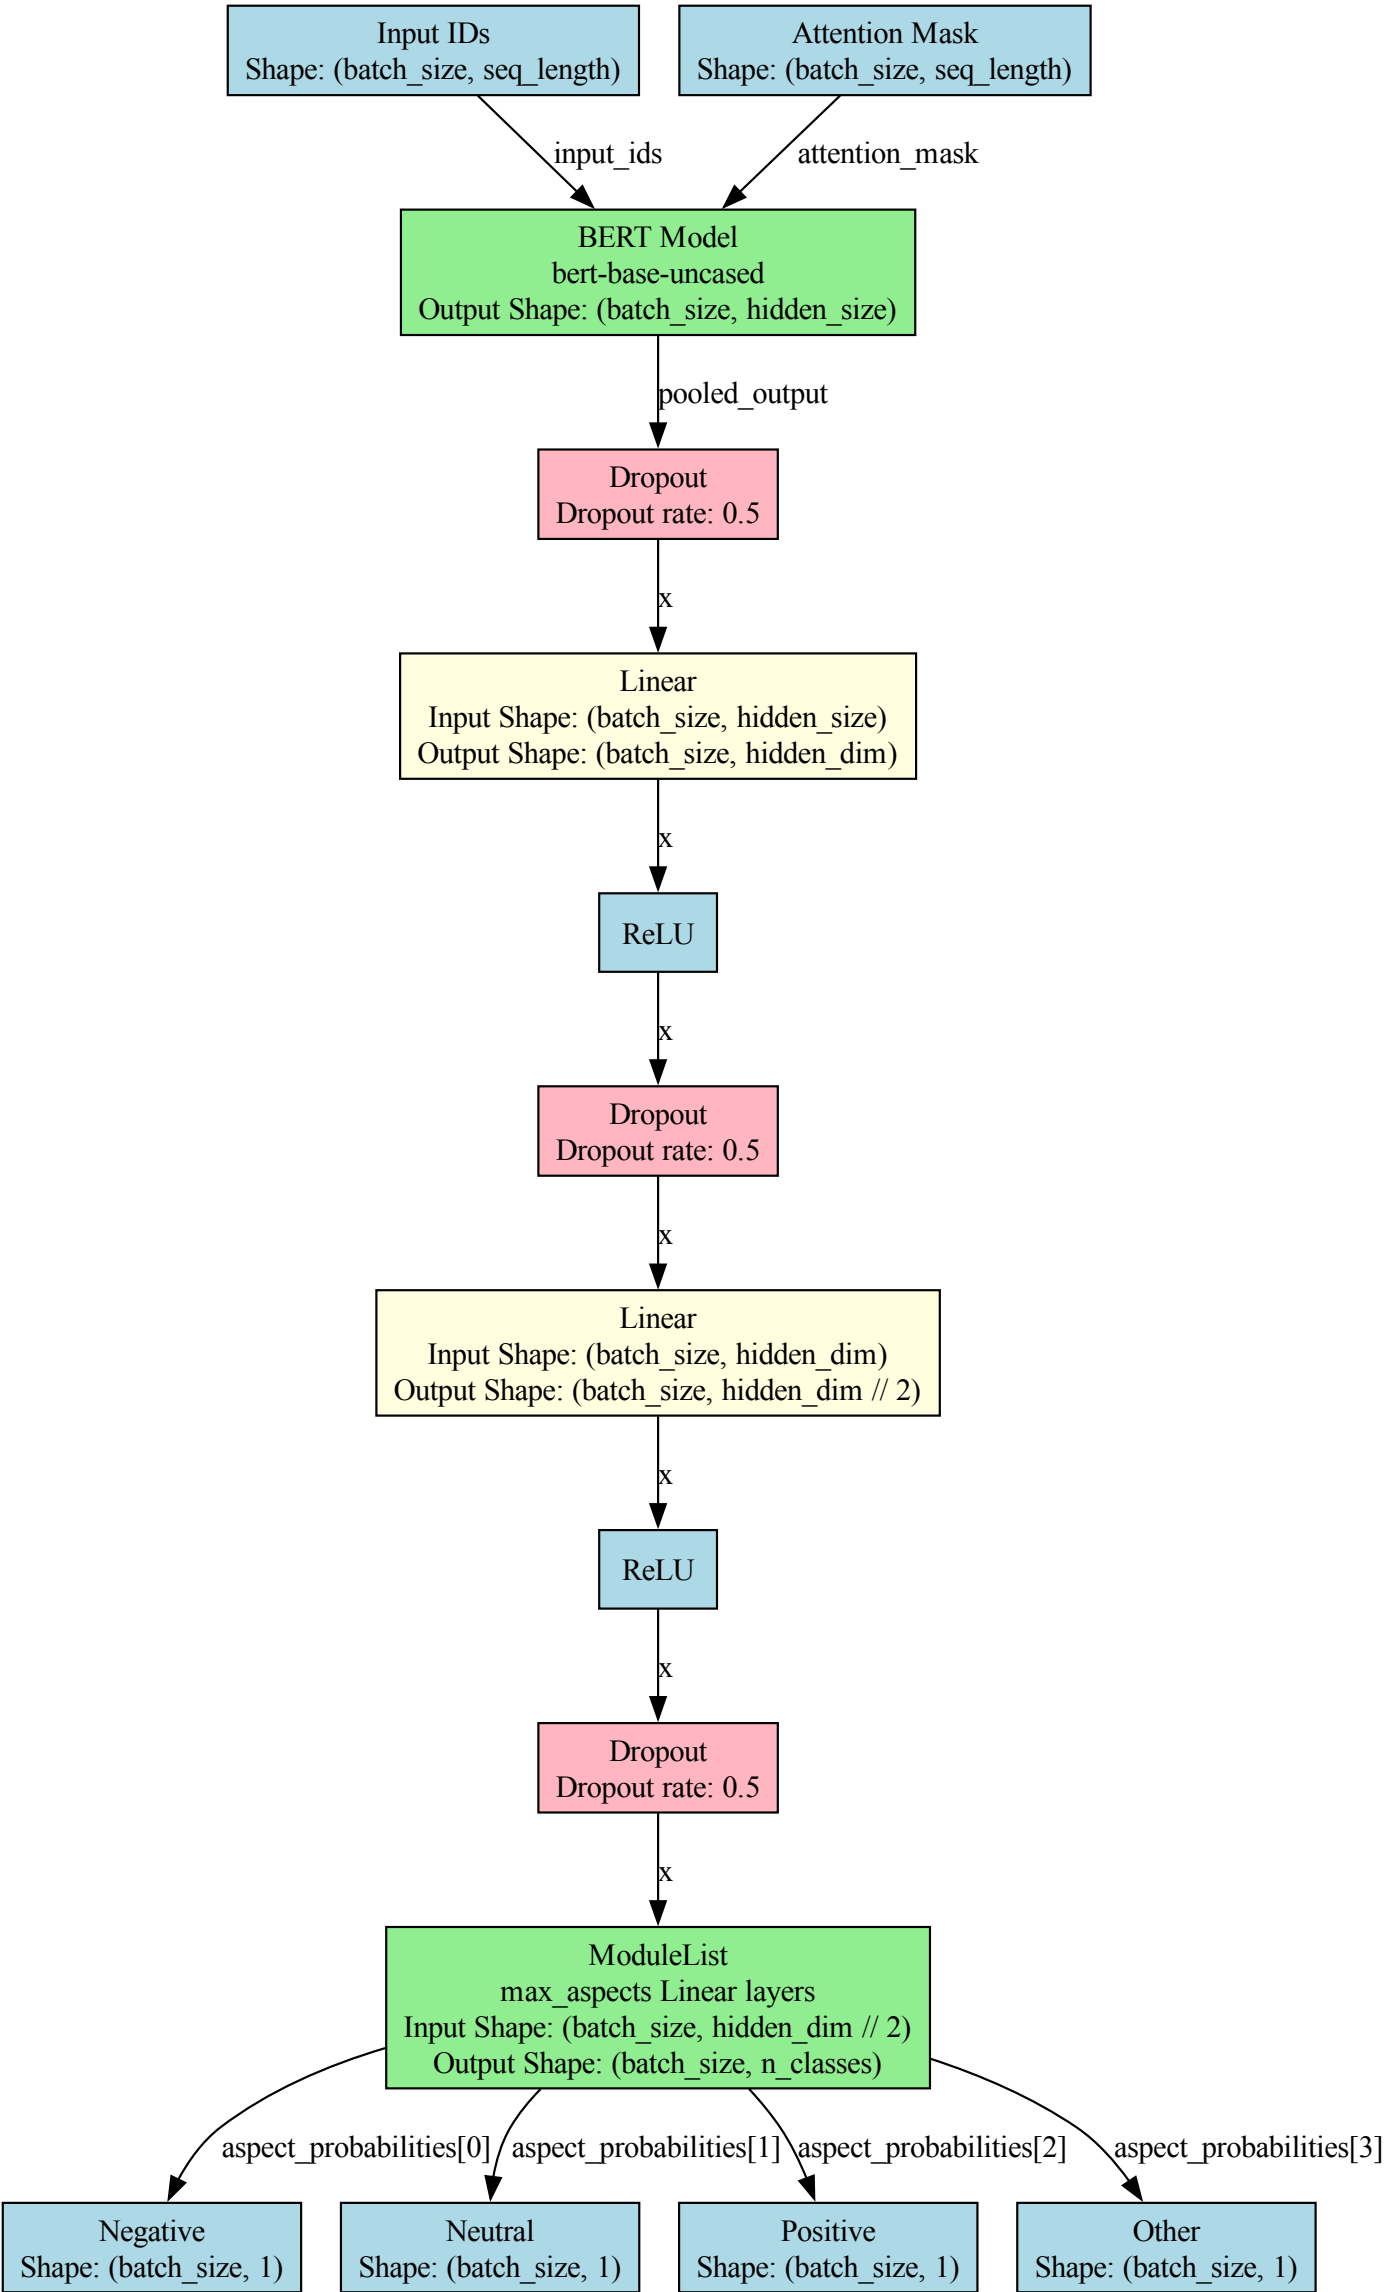 Input IDs
Shape: (batch_size, seq_length)
Attention Mask
Shape: (batch_size, seq_length)
input_ids
attention_mask
BERT Model
bert-base-uncased
Output Shape: (batch_size, hidden_size)
pooled_output
Dropout
Dropout rate: 0.5
x
Linear
Input Shape: (batch_size, hidden_size)
Output Shape: (batch_size, hidden_dim)
x
ReLU
x
Dropout
Dropout rate: 0.5
x
Linear
Input Shape: (batch_size, hidden_dim)
Output Shape: (batch_size, hidden_dim // 2)
x
ReLU
x
Dropout
Dropout rate: 0.5
x
ModuleList
max_aspects Linear layers
Input Shape: (batch_size, hidden_dim // 2)
Output Shape: (batch_size, n_classes)
aspect_probabilities[0]
aspect_probabilities[1]
aspect_probabilities[2]
aspect_probabilities[3]
Negative
Shape: (batch_size, 1)
Neutral
Shape: (batch_size, 1)
Positive
Shape: (batch_size, 1)
Other
Shape: (batch_size, 1)